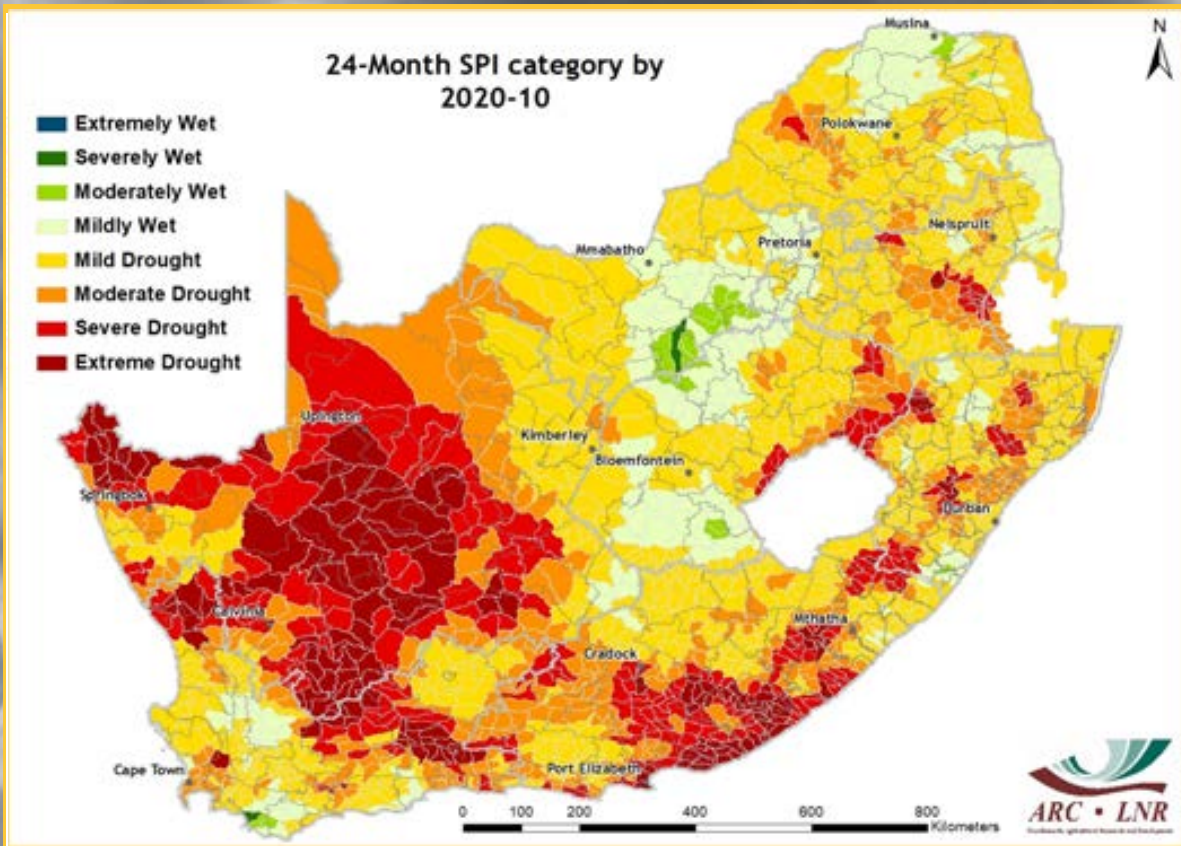 24-Month SPI category by
2020-10
N
Extremely Wet
Severely Wet
Moderately Wet
Mildly Wet
Mild Drought
Moderate Drought
Severe Drought
Extreme Drought
Musina
Polokwane
Nelspruit
Pretoria
Mmabatho
Upington
Kimberley
Bloemfontein
Springbok
Durban
Calvinia
Mthatha
Cradock
Cape Town
Port Elizabeth
0 100 200 400 600 800
Kilometers
ARC • LNR